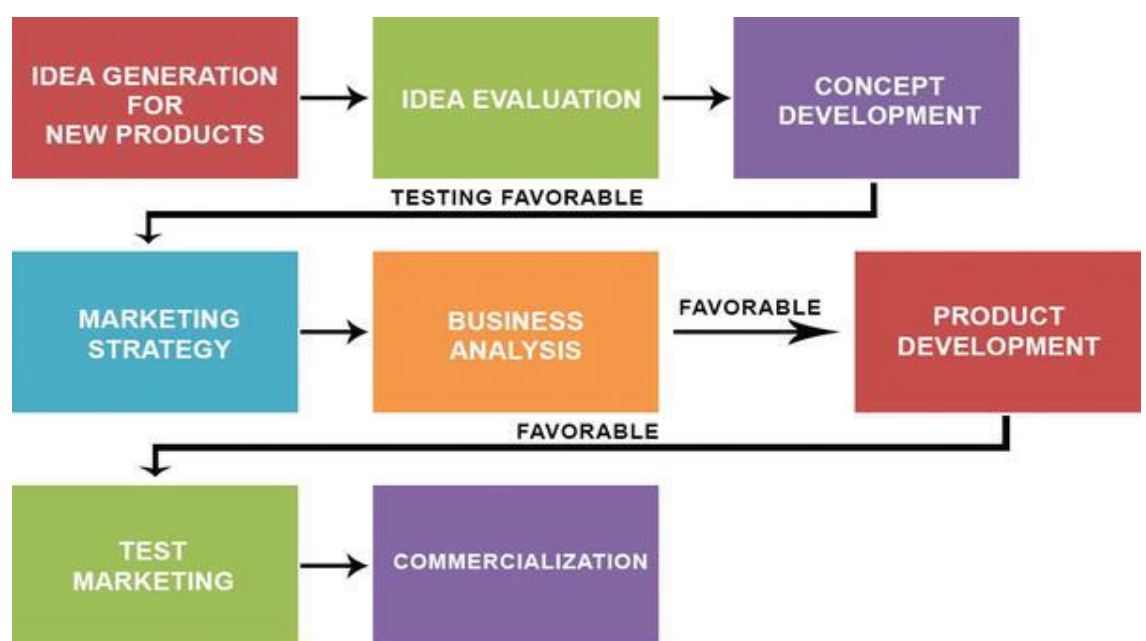 IDEA GENERATION
FOR
NEW PRODUCTS
IDEA EVALUATION
CONCEPT
DEVELOPMENT
TESTING FAVORABLE
MARKETING
STRATEGY
BUSINESS
ANALYSIS
FAVORABLE
PRODUCT
DEVELOPMENT
FAVORABLE
TEST
MARKETING
COMMERCIALIZATION